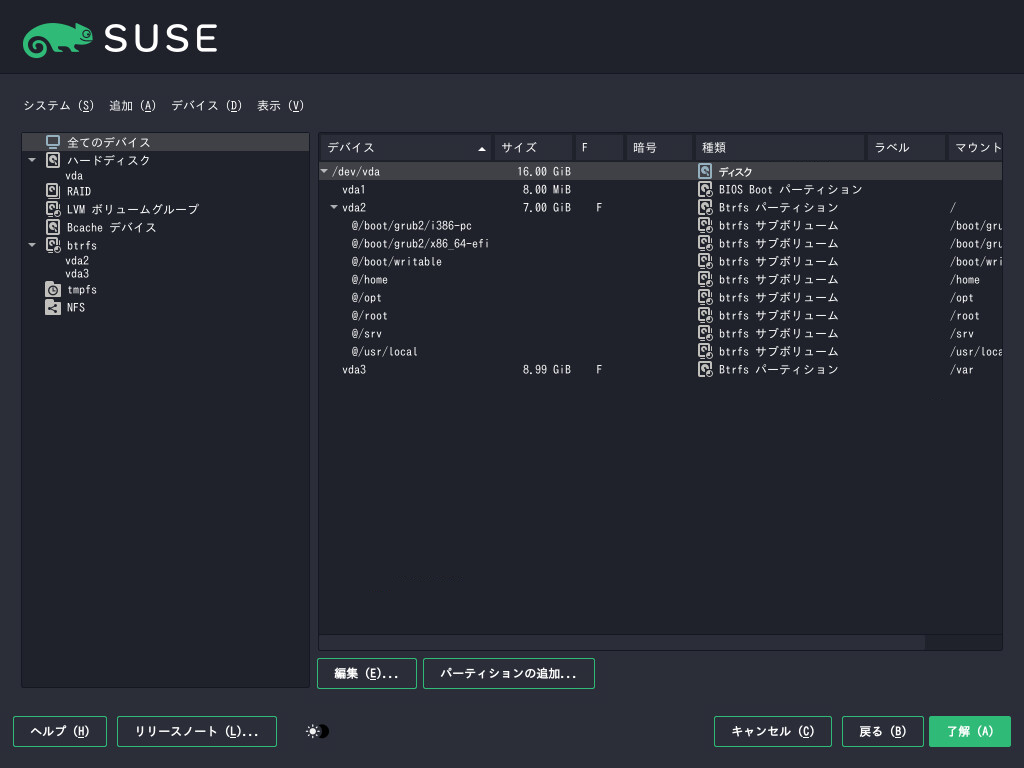 SUSE
システム (S) 追加 (A) デバイス (D) 表示 (V)
全てのデバイス
ハードディスク
vda
RAID
LVM ボリュームグループ
Bcache デバイス
btrfs
vda2
vda3
tmpfs
NFS
デバイス サイズ F 暗号 種類 ラベル マウント
/dev/vda 16.00 GiB ディスク
vda1 8.00 MiB BIOS Boot パーティション
vda2 7.00 GiB F Btrfs パーティション /
@/boot/grub2/i386-pc btrfs サブボリューム /boot/gru
@/boot/grub2/x86_64-efi btrfs サブボリューム /boot/gru
@/boot/writable btrfs サブボリューム /boot/wri
@/home btrfs サブボリューム /home
@/opt btrfs サブボリューム /opt
@/root btrfs サブボリューム /root
@/srv btrfs サブボリューム /srv
@/usr/local btrfs サブボリューム /usr/loca
vda3 8.99 GiB F Btrfs パーティション /var
編集 (E)... パーティションの追加...
ヘルプ (H) リリースノート (L)... キャンセル (C) 戻る (B) 了解 (A)